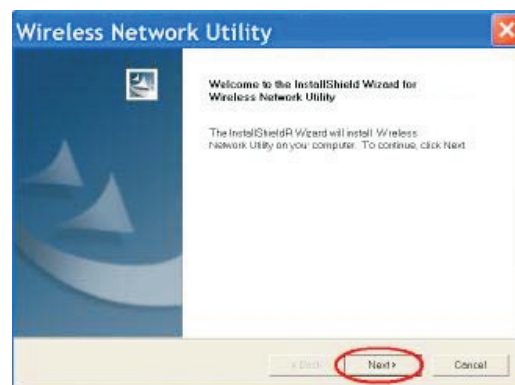 Wireless Network Utility
Welcome to the InstallShield Wizard for
Wireless Network Utility
The InstallShieldR Wizard will install Wireless
Network Utility on your computer. To continue, click Next
< Back
Next >
Cancel